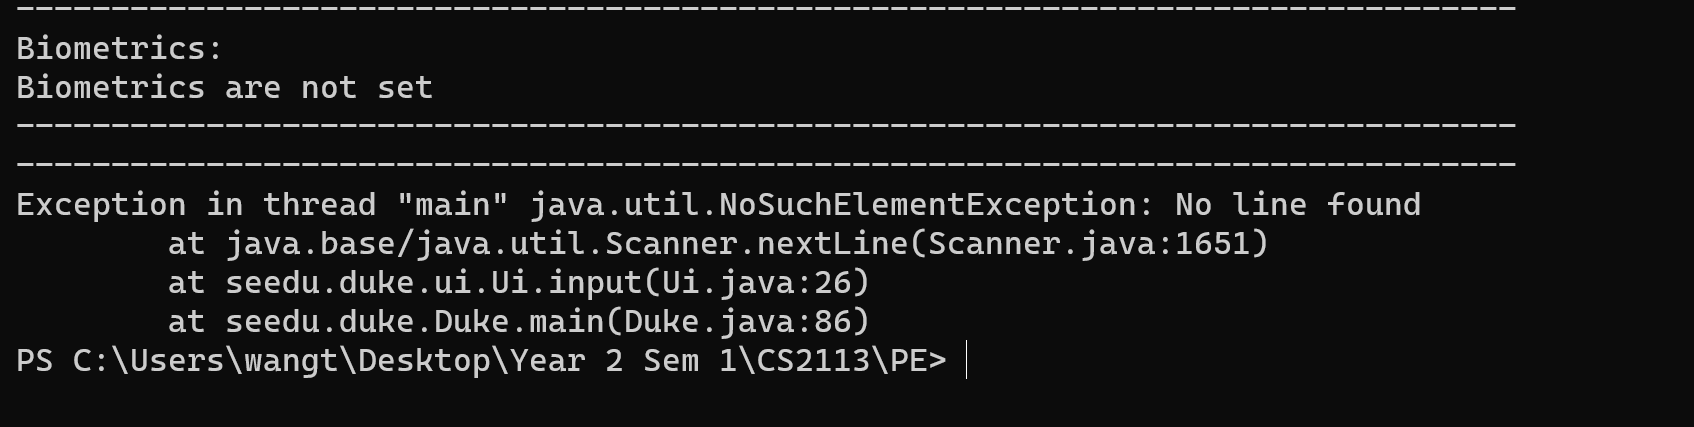 -------------------------------------------------------------------------------
Biometrics:
Biometrics are not set
-------------------------------------------------------------------------------
-------------------------------------------------------------------------------
Exception in thread "main" java.util.NoSuchElementException: No line found
        at java.base/java.util.Scanner.nextLine(Scanner.java:1651)
        at seedu.duke.ui.Ui.input(Ui.java:26)
        at seedu.duke.Duke.main(Duke.java:86)
PS C:\Users\wangt\Desktop\Year 2 Sem 1\CS2113\PE>